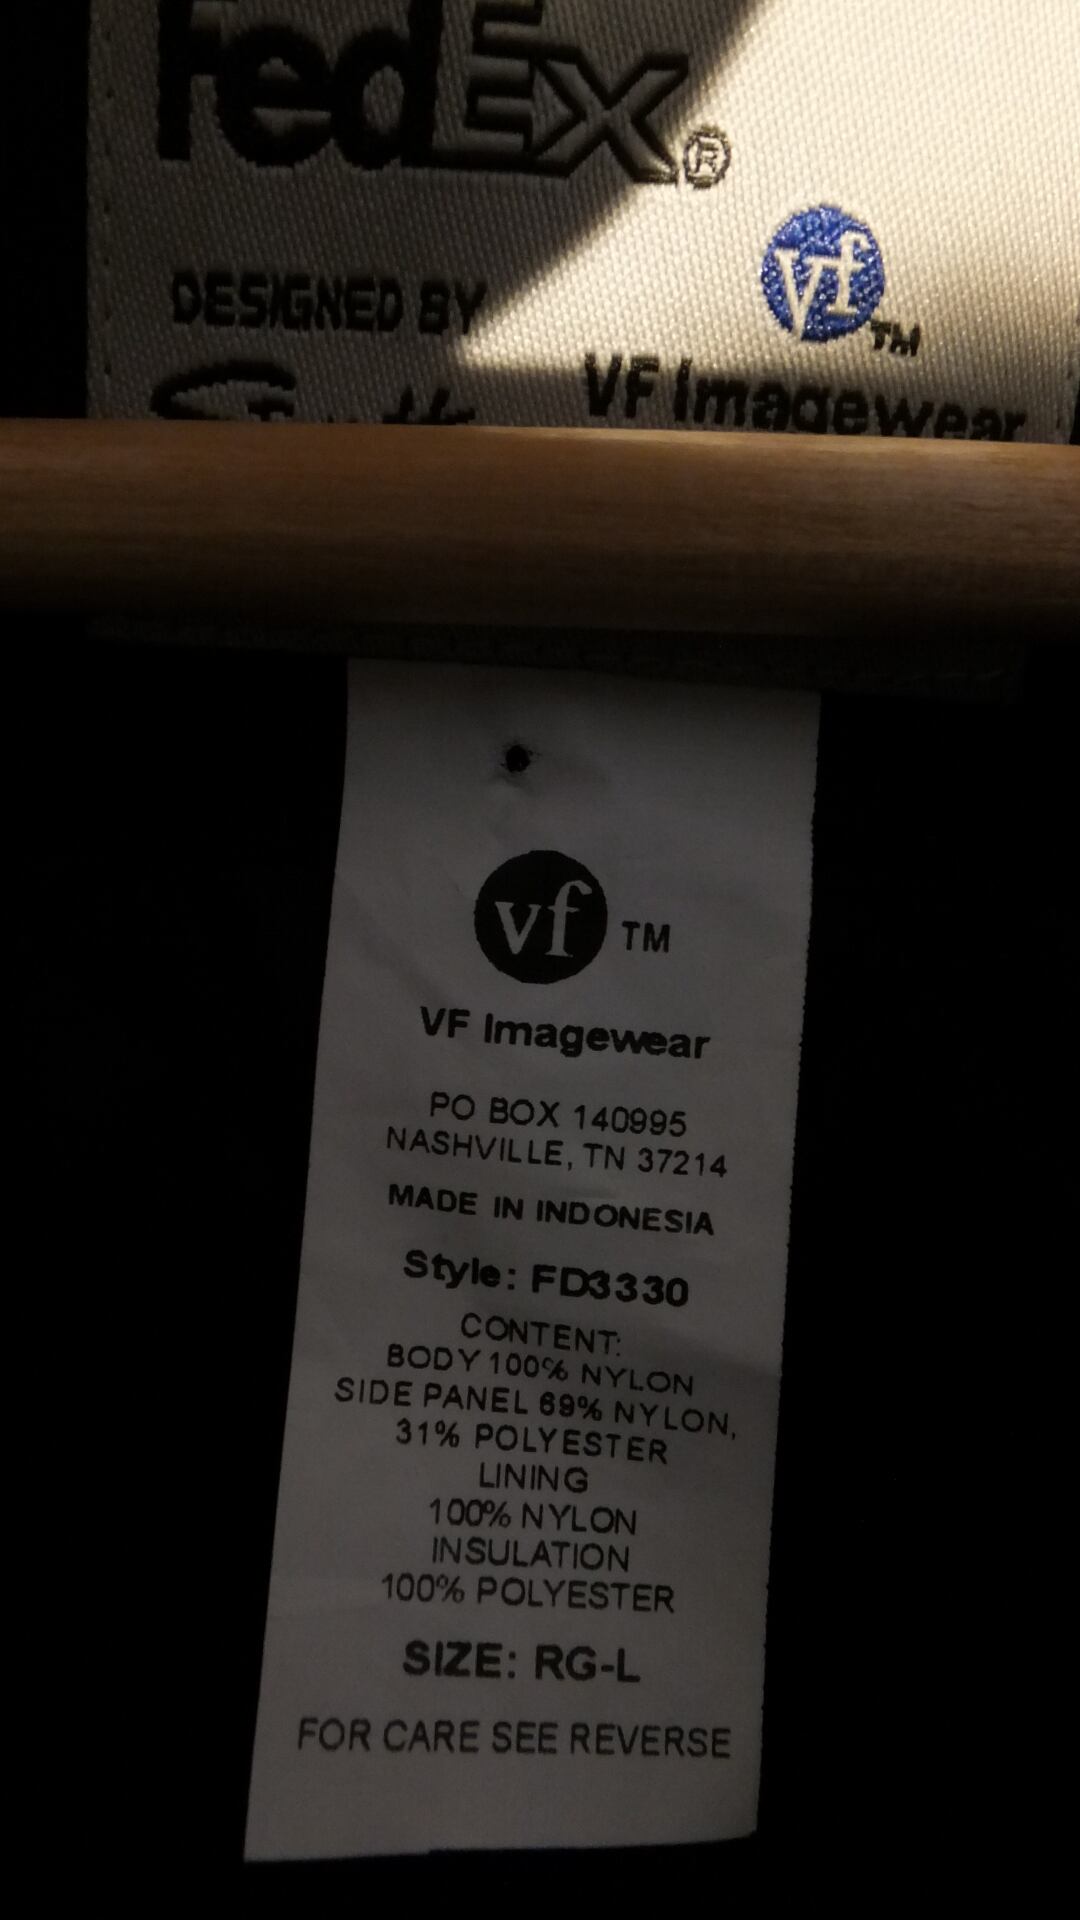 FedEx®
DESIGNED BY
vf TM
VF Imagewear
vf TM
VF Imagewear
PO BOX 140995
NASHVILLE, TN 37214
MADE IN INDONESIA
Style: FD3330
CONTENT:
BODY 100% NYLON
SIDE PANEL 69% NYLON,
31% POLYESTER
LINING
100% NYLON
INSULATION
100% POLYESTER
SIZE: RG-L
FOR CARE SEE REVERSE